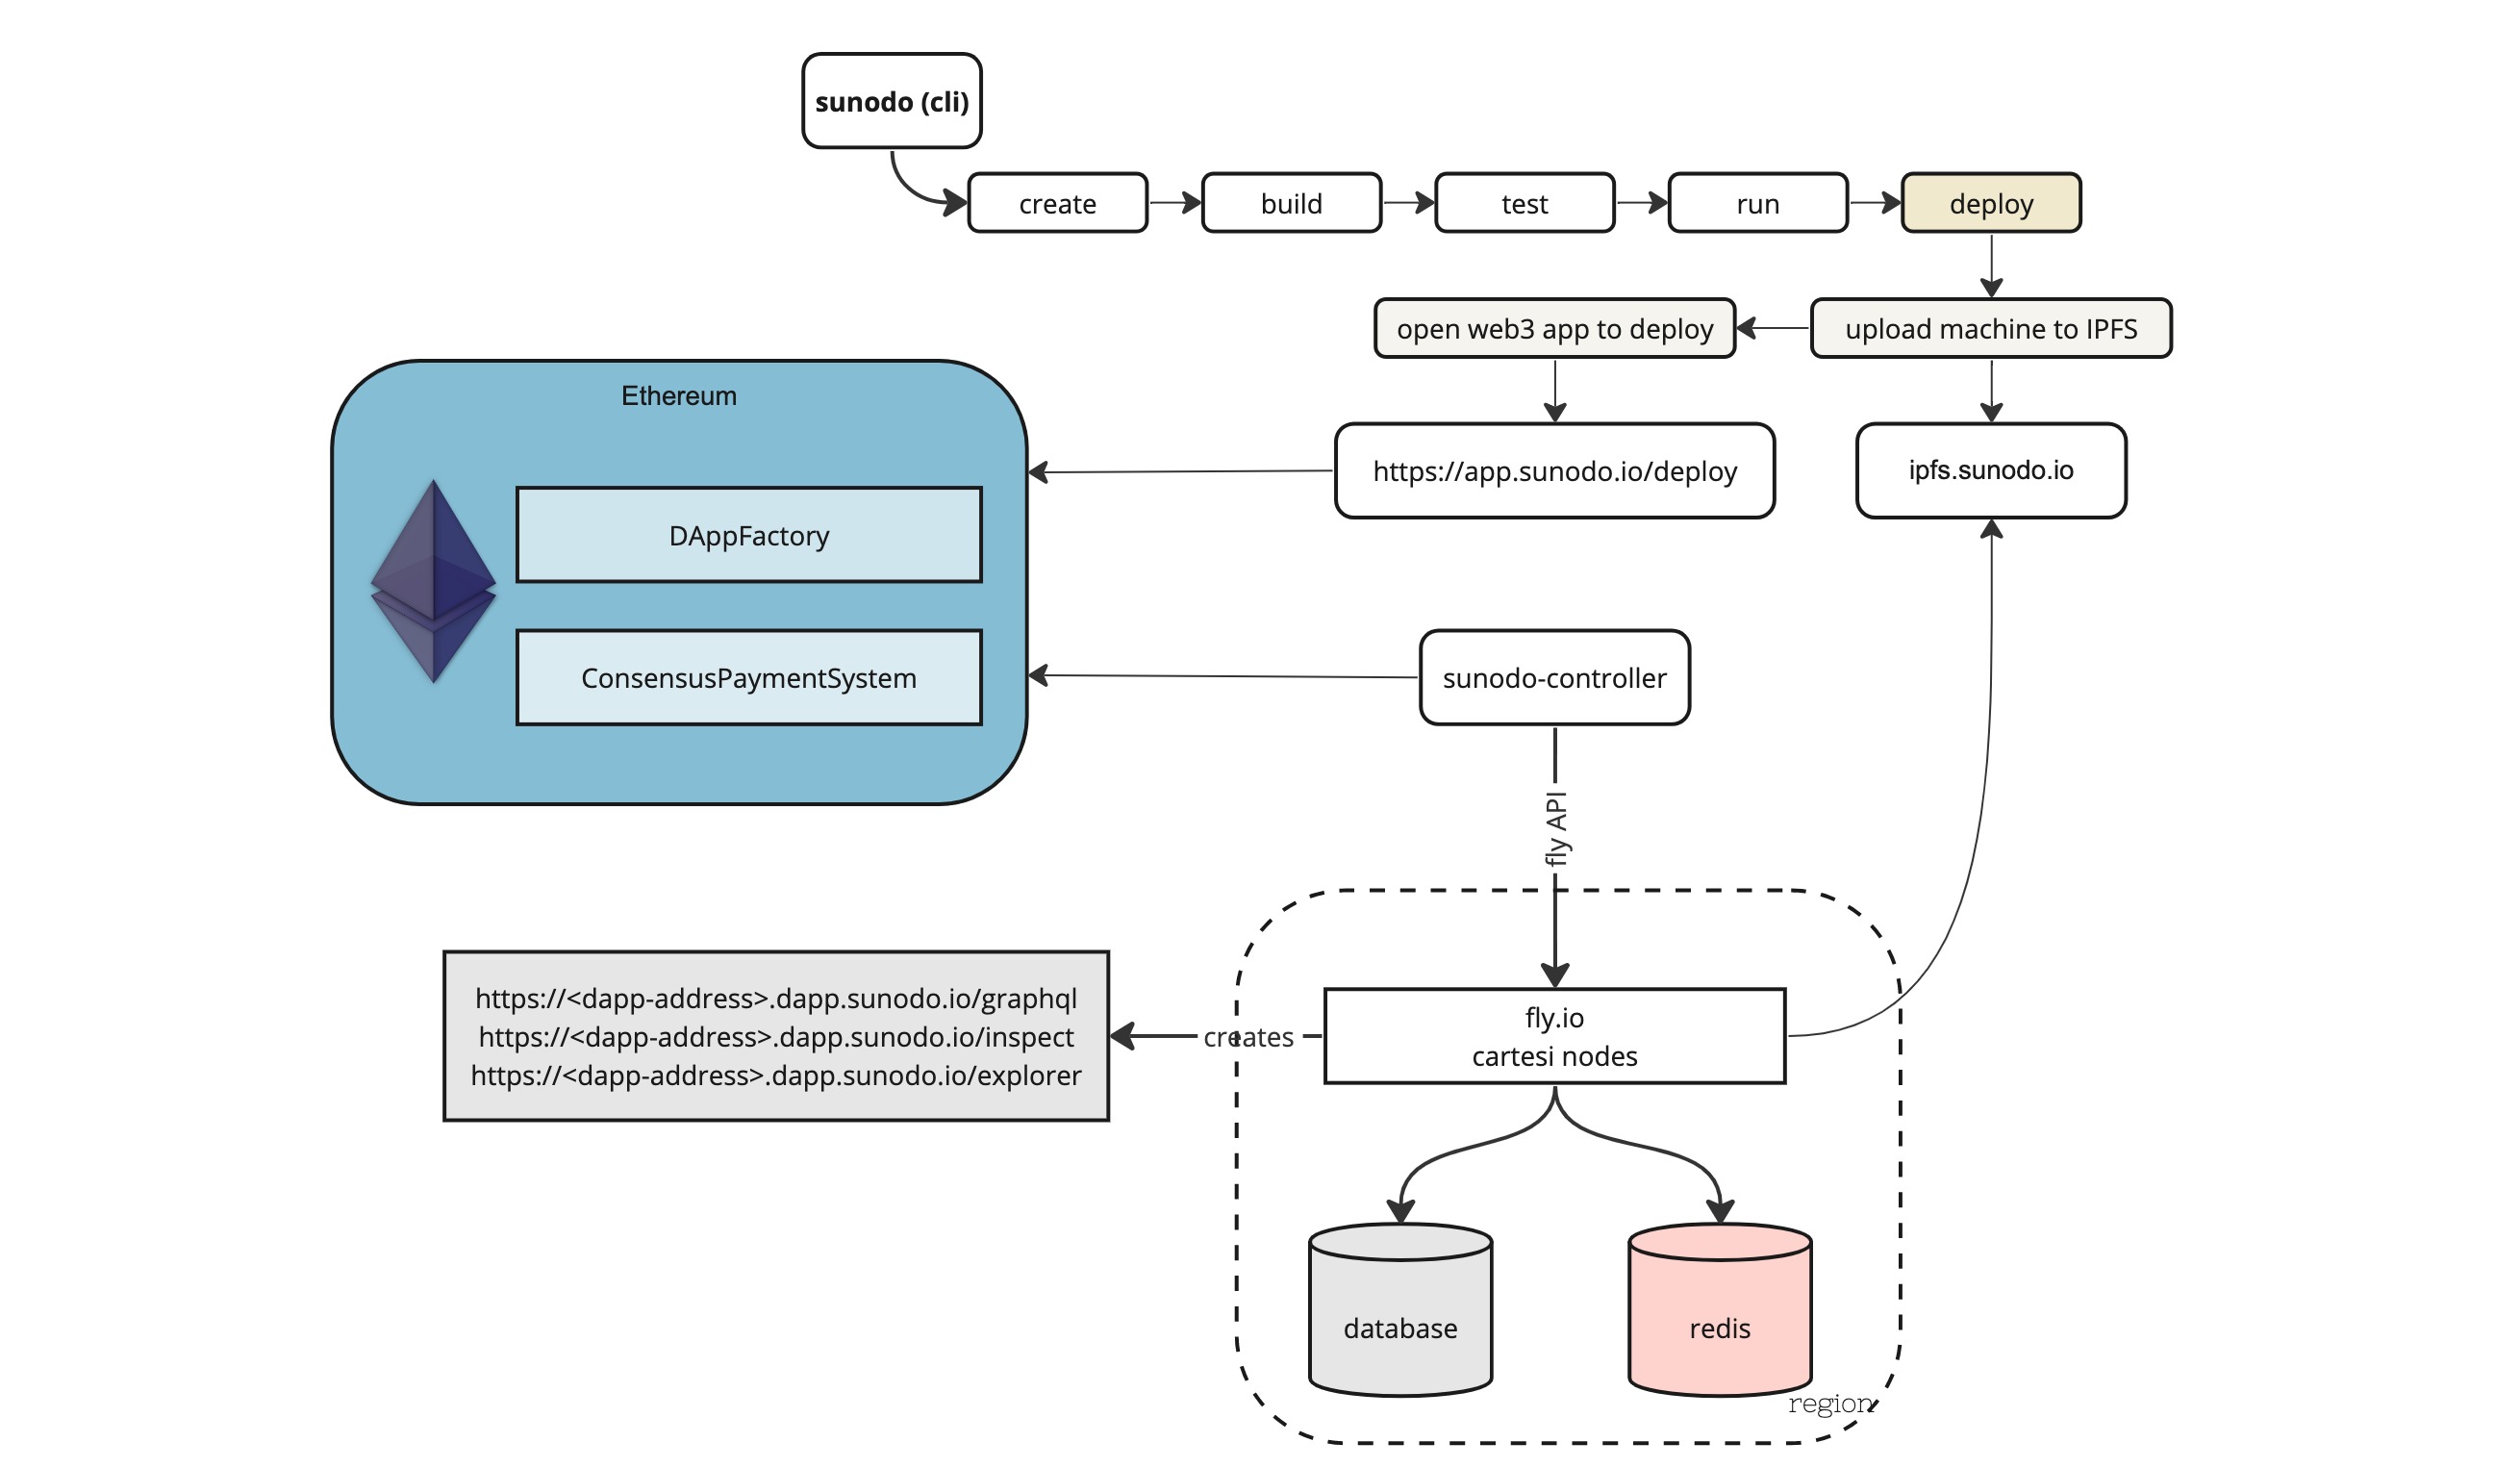 sunodo (cli)
create
build
test
run
deploy
open web3 app to deploy
upload machine to IPFS
Ethereum
https://app.sunodo.io/deploy
ipfs.sunodo.io
DAppFactory
ConsensusPaymentSystem
sunodo-controller
fly API
https://<dapp-address>.dapp.sunodo.io/graphql
https://<dapp-address>.dapp.sunodo.io/inspect
https://<dapp-address>.dapp.sunodo.io/explorer
creates
fly.io
cartesi nodes
database
redis
region